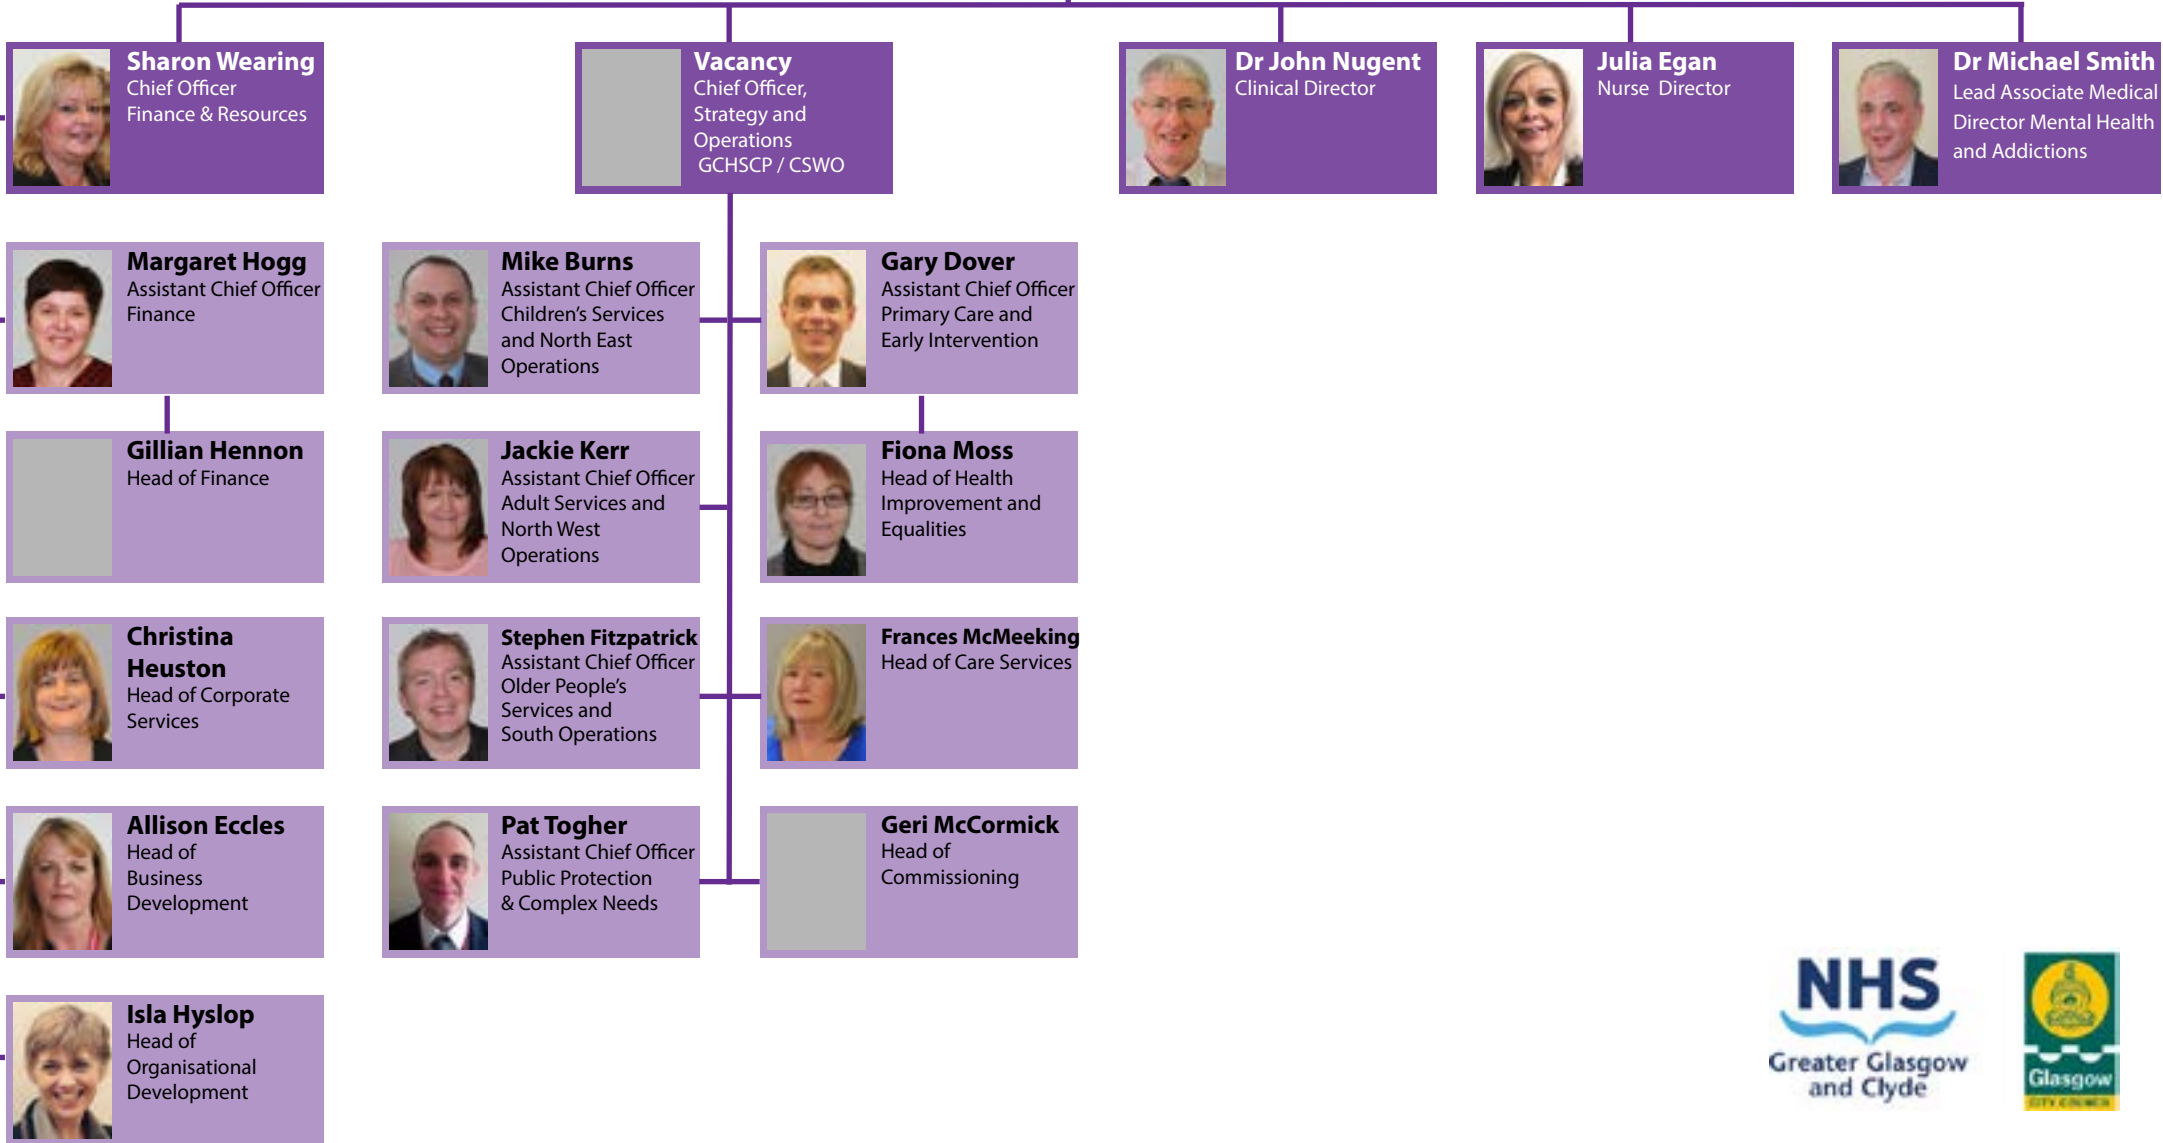 Sharon Wearing
Chief Officer
Finance & Resources
Vacancy
Chief Officer,
Strategy and
Operations
GCHSCP / CSWO
Dr John Nugent
Clinical Director
Julia Egan
Nurse Director
Dr Michael Smith
Lead Associate Medical
Director Mental Health
and Addictions
Margaret Hogg
Assistant Chief Officer
Finance
Mike Burns
Assistant Chief Officer
Children’s Services
and North East
Operations
Gary Dover
Assistant Chief Officer
Primary Care and
Early Intervention
Gillian Hennon
Head of Finance
Jackie Kerr
Assistant Chief Officer
Adult Services and
North West
Operations
Fiona Moss
Head of Health
Improvement and
Equalities
Christina
Heuston
Head of Corporate
Services
Stephen Fitzpatrick
Assistant Chief Officer
Older People’s
Services and
South Operations
Frances McMeeking
Head of Care Services
Allison Eccles
Head of
Business
Development
Pat Togher
Assistant Chief Officer
Public Protection
& Complex Needs
Geri McCormick
Head of
Commissioning
Isla Hyslop
Head of
Organisational
Development
NHS
Greater Glasgow
and Clyde
Glasgow
CITY COUNCIL